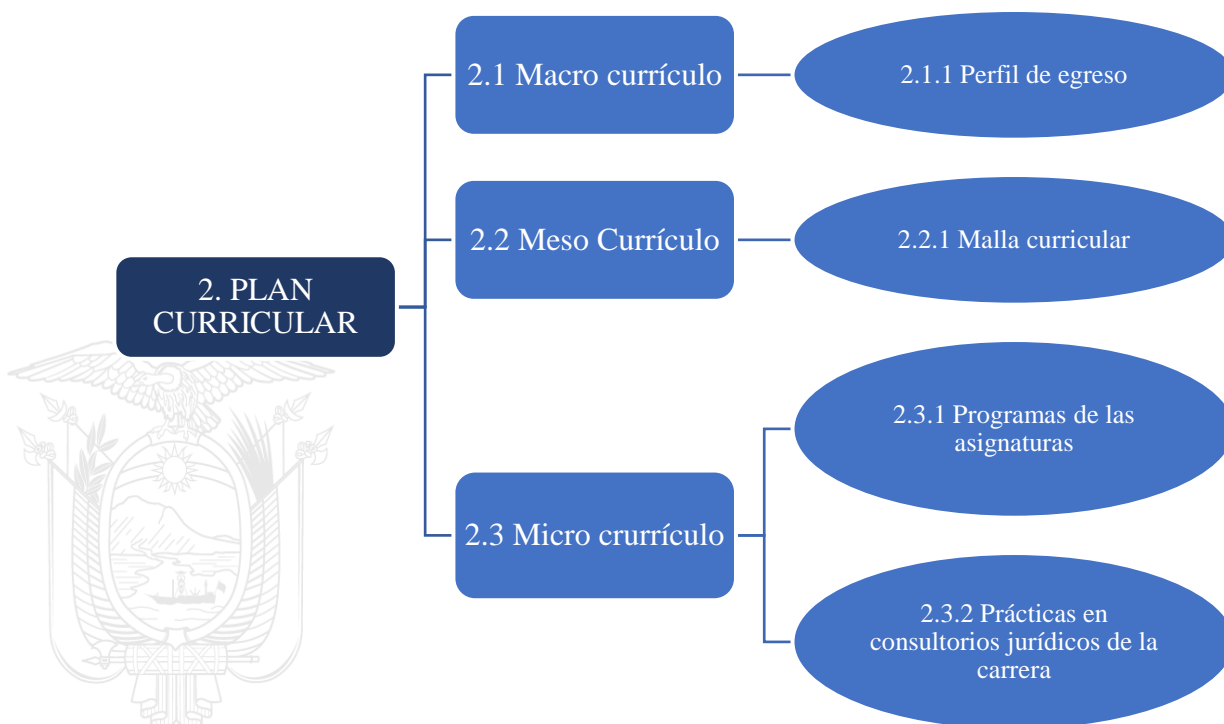 2. PLAN
CURRICULAR
2.1 Macro currículo
2.1.1 Perfil de egreso
2.2 Meso Currículo
2.2.1 Malla curricular
2.3 Micro crurrículo
2.3.1 Programas de las
asignaturas
2.3.2 Prácticas en
consultorios jurídicos de la
carrera